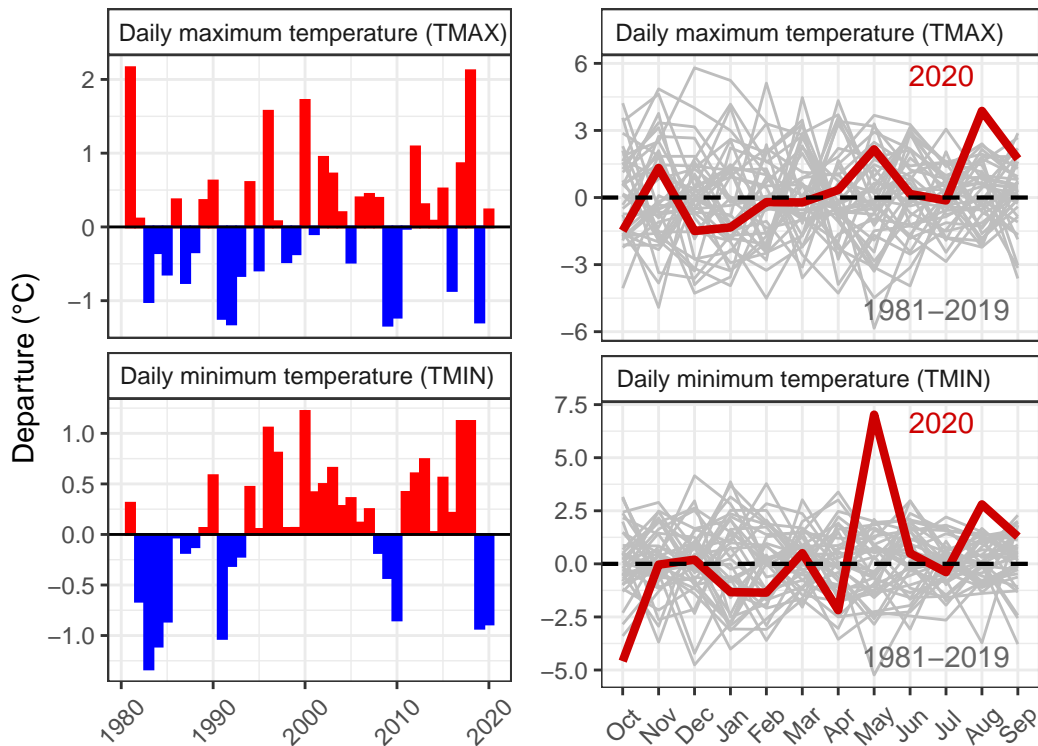 Departure (°C)
Daily maximum temperature (TMAX)
2
1
0
−1
Daily minimum temperature (TMIN)
1.0
0.5
0.0
−0.5
−1.0
1980
1990
2000
2010
2020
Daily maximum temperature (TMAX)
6
3
0
−3
−6
2020
1981−2019
Daily minimum temperature (TMIN)
7.5
5.0
2.5
0.0
−2.5
−5.0
2020
1981−2019
Oct
Nov
Dec
Jan
Feb
Mar
Apr
May
Jun
Jul
Aug
Sep